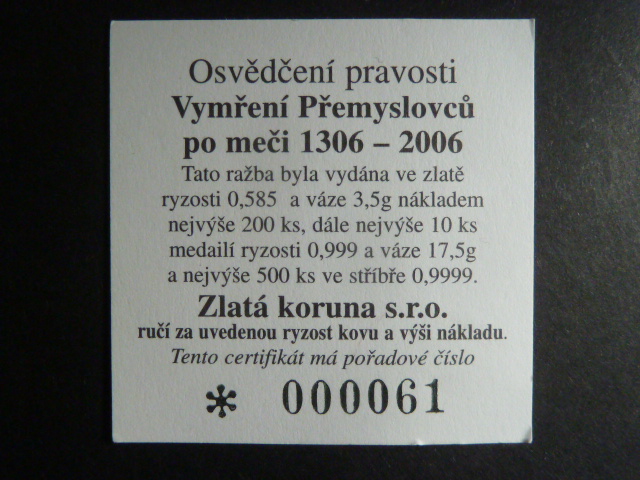 Osvědčení pravosti
Vymření Přemyslovců
po meči 1306 – 2006
Tato ražba byla vydána ve zlatě
ryzosti 0,585 a váze 3,5g nákladem
nejvýše 200 ks, dále nejvýše 10 ks
medailí ryzosti 0,999 a váze 17,5g
a nejvýše 500 ks ve stříbře 0,9999.
Zlatá koruna s.r.o.
ručí za uvedenou ryzost kovu a výši nákladu.
Tento certifikát má pořadové číslo
* 000061